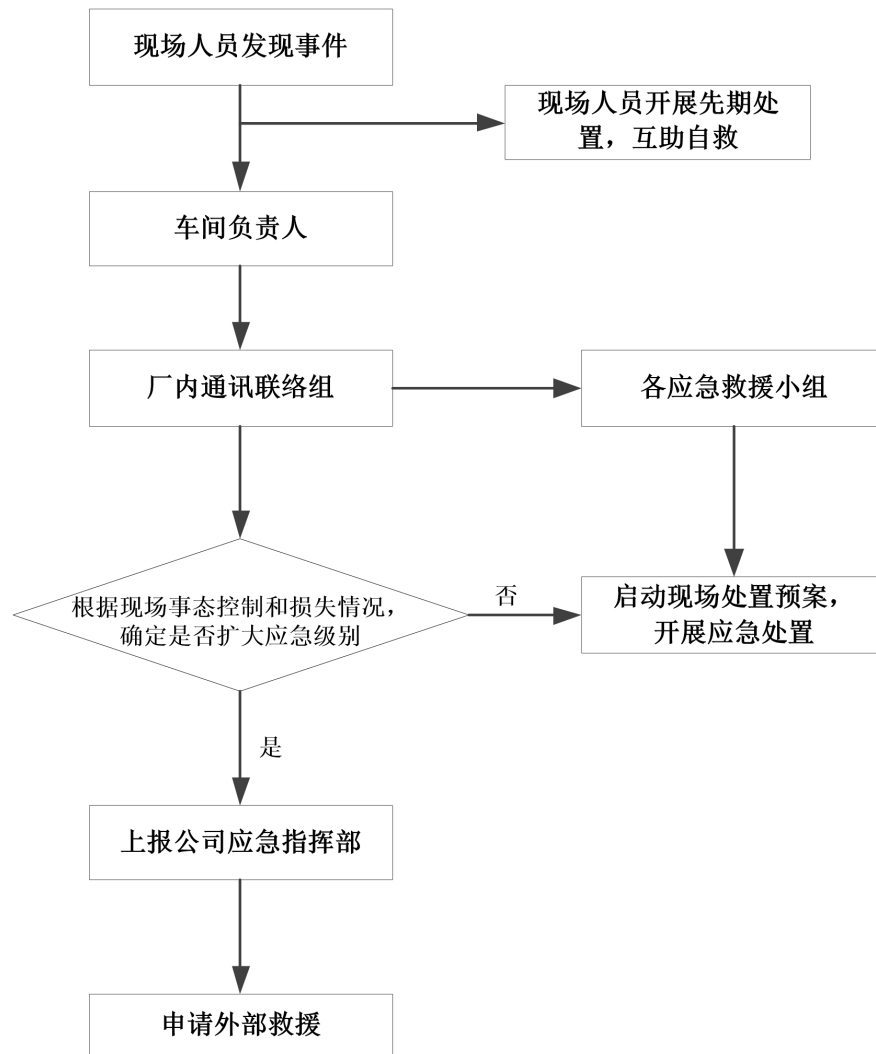 现场人员发现事件
现场人员开展先期处
置，互助自救
车间负责人
厂内通讯联络组
各应急救援小组
根据现场事态控制和损失情况，
确定是否扩大应急级别
否
启动现场处置预案，
开展应急处置
是
上报公司应急指挥部
申请外部救援